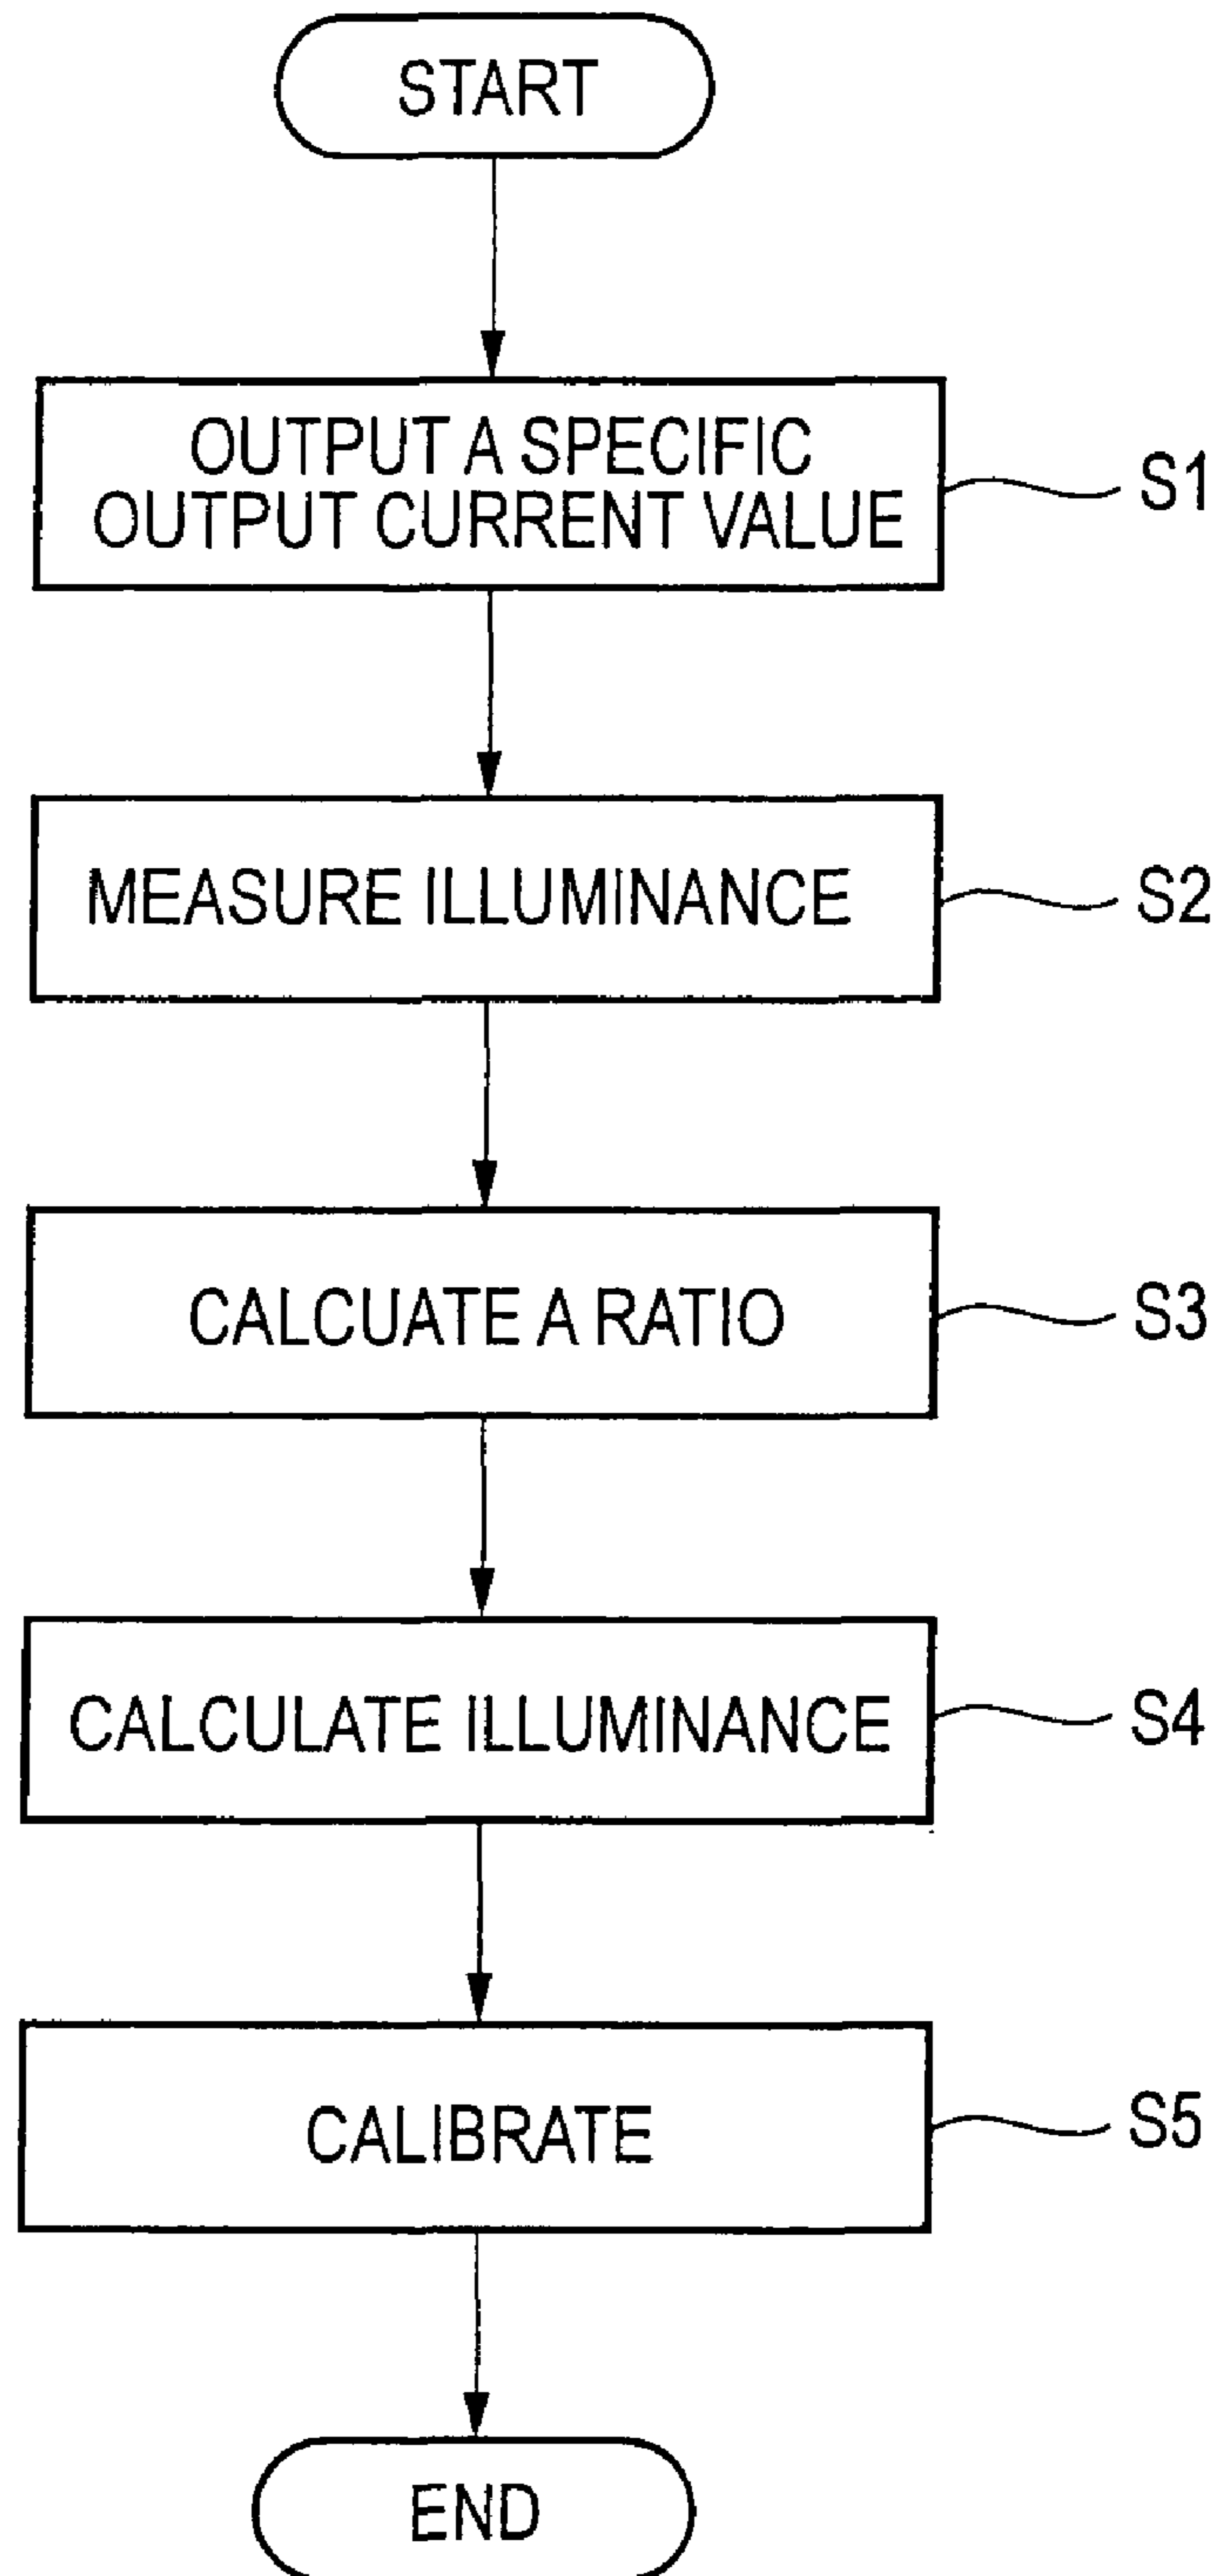 START
OUTPUT A SPECIFIC
OUTPUT CURRENT VALUE
S1
MEASURE ILLUMINANCE
S2
CALCUATE A RATIO
S3
CALCULATE ILLUMINANCE
S4
CALIBRATE
S5
END